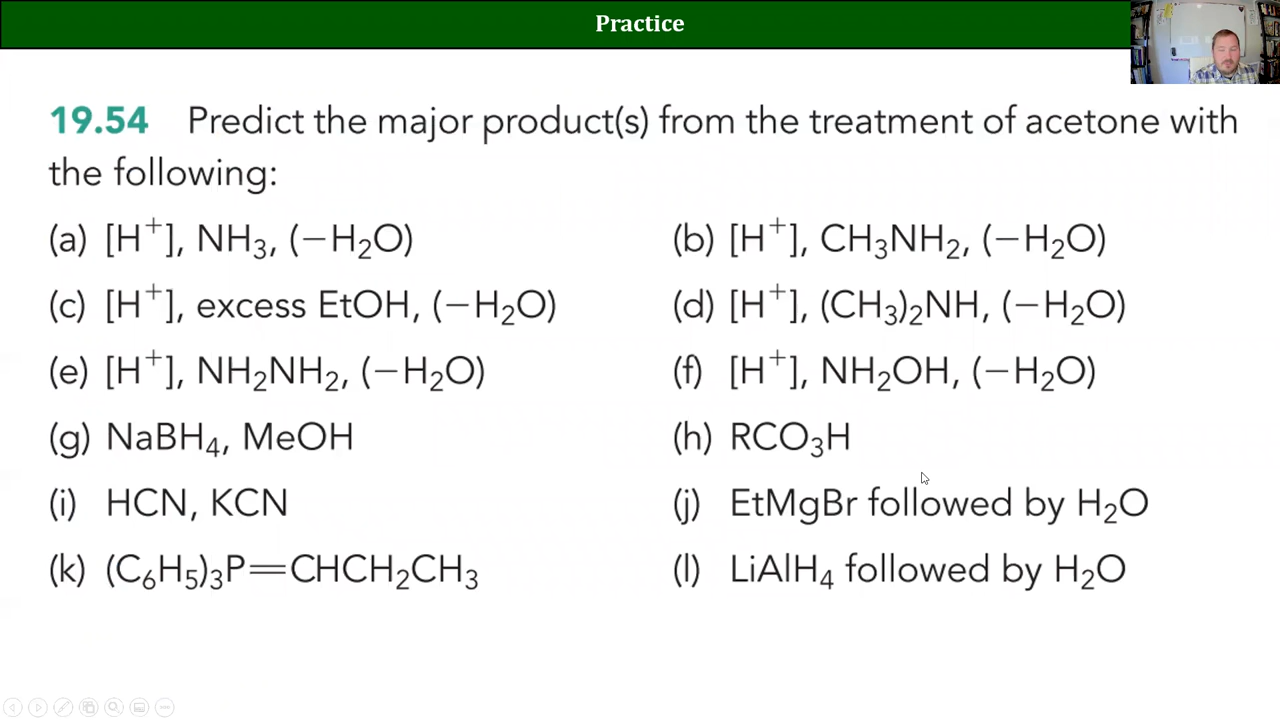 Practice
19.54 Predict the major product(s) from the treatment of acetone with
the following:
(a) [H⁺], NH₃, (−H₂O)
(b) [H⁺], CH₃NH₂, (−H₂O)
(c) [H⁺], excess EtOH, (−H₂O)
(d) [H⁺], (CH₃)₂NH, (−H₂O)
(e) [H⁺], NH₂NH₂, (−H₂O)
(f) [H⁺], NH₂OH, (−H₂O)
(g) NaBH₄, MeOH
(h) RCO₃H
(i) HCN, KCN
(j) EtMgBr followed by H₂O
(k) (C₆H₅)₃P=CHCH₂CH₃
(l) LiAlH₄ followed by H₂O